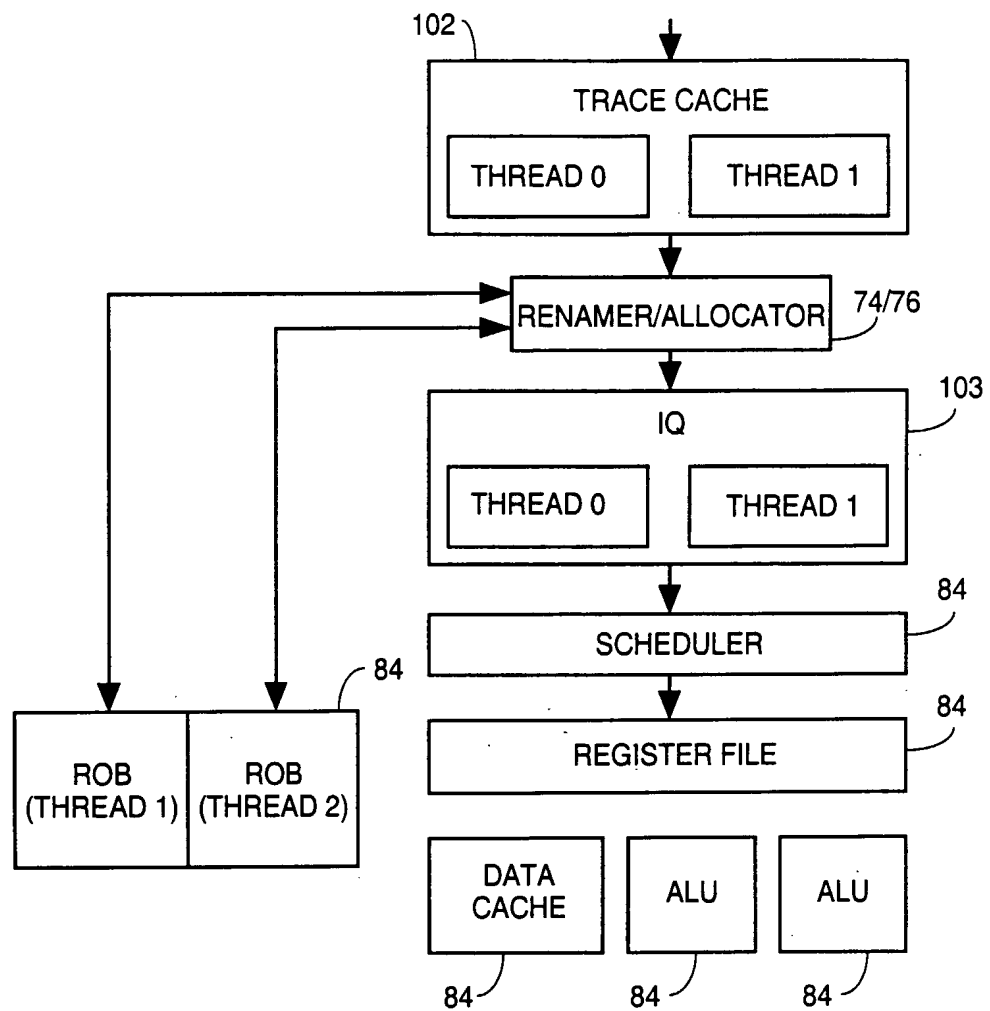 102
TRACE CACHE
THREAD 0
THREAD 1
RENAMER/ALLOCATOR
74/76
103
IQ
THREAD 0
THREAD 1
84
SCHEDULER
84
84
REGISTER FILE
ROB
(THREAD 1)
ROB
(THREAD 2)
DATA
CACHE
ALU
ALU
84
84
84